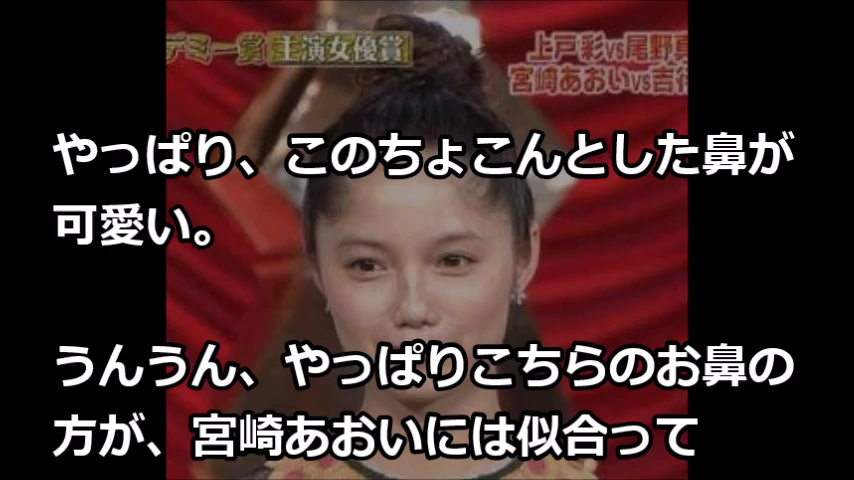 デミー賞 主演女優賞
上戸彩vs尾野真
宮崎あおいvs吉
やっぱり、このちょこんとした鼻が
可愛い。
うんうん、やっぱりこちらのお鼻の
方が、宮崎あおいには似合って